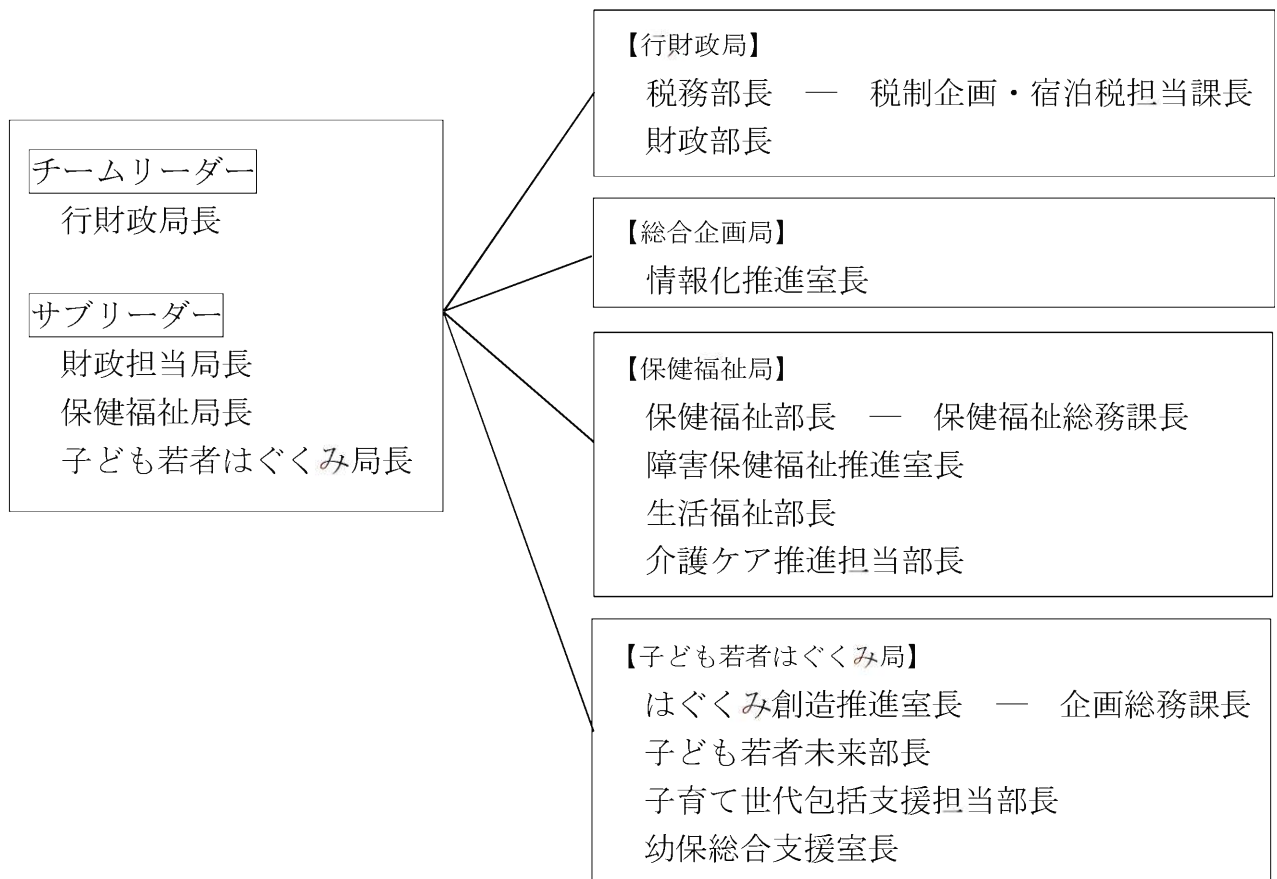 チームリーダー
行財政局長
サブリーダー
財政担当局長
保健福祉局長
子ども若者はぐくみ局長
【行財政局】
税務部長 ― 税制企画・宿泊税担当課長
財政部長
【総合企画局】
情報化推進室長
【保健福祉局】
保健福祉部長 ― 保健福祉総務課長
障害保健福祉推進室長
生活福祉部長
介護ケア推進担当部長
【子ども若者はぐくみ局】
はぐくみ創造推進室長 ― 企画総務課長
子ども若者未来部長
子育て世代包括支援担当部長
幼保総合支援室長